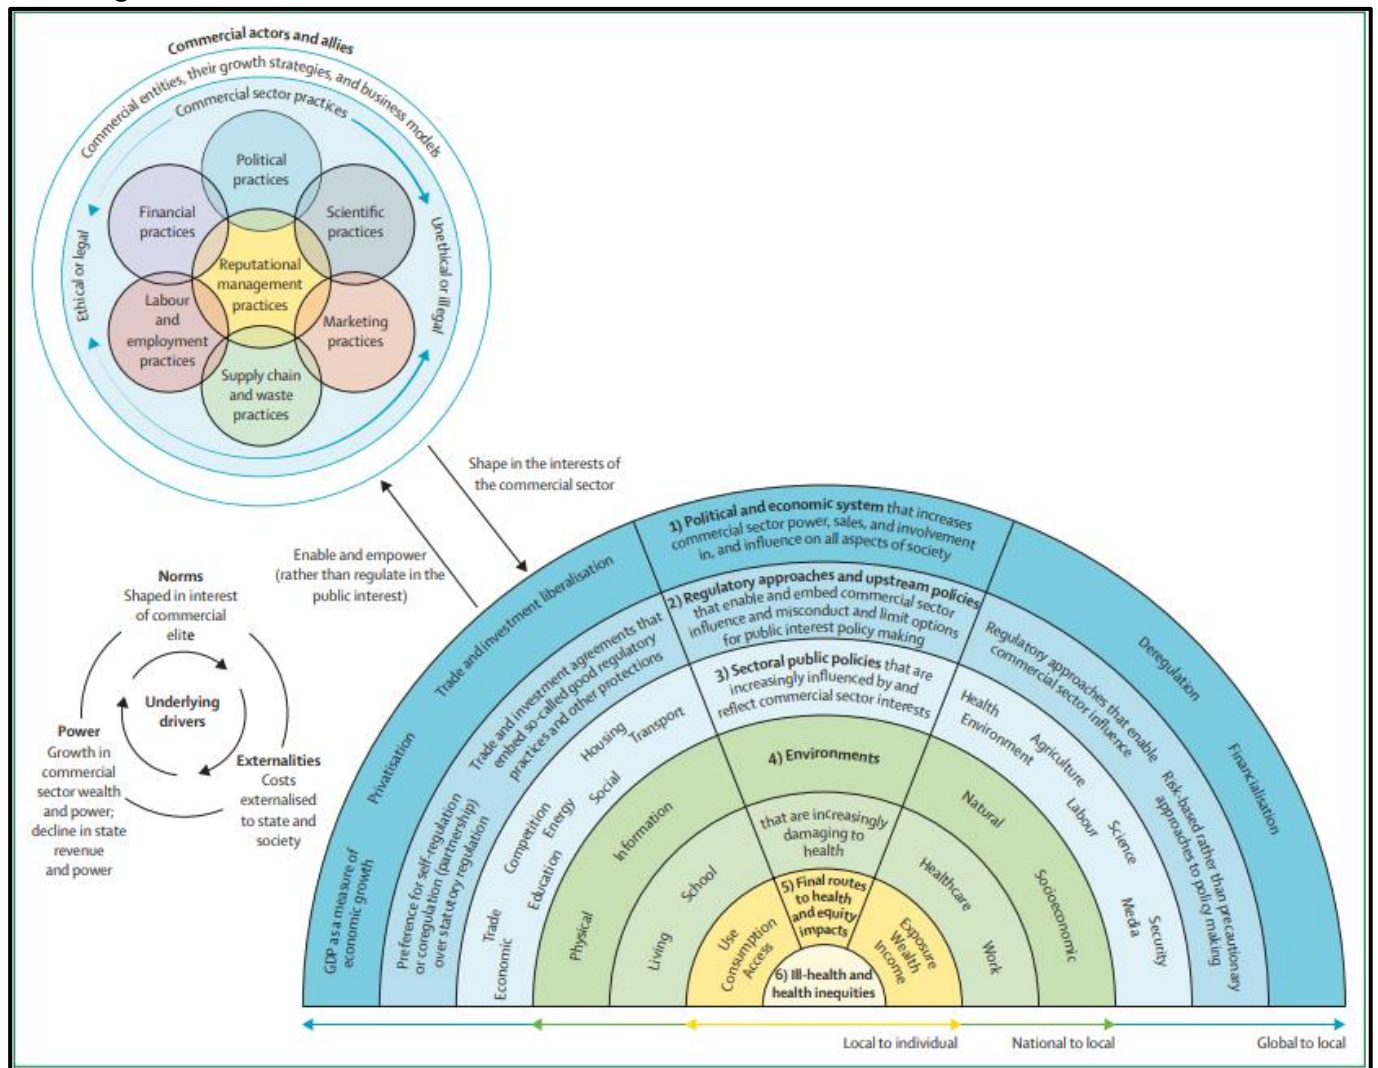 Commercial actors and allies
Commercial entities, their growth strategies, and business models
Commercial sector practices
Ethical or legal
Unethical or illegal
Political
practices
Financial
practices
Scientific
practices
Reputational
management
practices
Labour
and
employment
practices
Marketing
practices
Supply chain
and waste
practices
Shape in the interests of
the commercial sector
Enable and empower
(rather than regulate in the
public interest)
Norms
Shaped in interest
of commercial
elite
Underlying
drivers
Power
Growth in
commercial
sector wealth
and power;
decline in state
revenue
and power
Externalities
Costs
externalised
to state and
society
1) Political and economic system that increases
commercial sector power, sales, and involvement
in, and influence on all aspects of society
GDP as a measure of
economic growth
Privatisation
Trade and investment liberalisation
Deregulation
Financialisation
2) Regulatory approaches and upstream policies
that enable and embed commercial sector
influence and misconduct and limit options
for public interest policy making
Preference for self-regulation
or coregulation (partnership)
over statutory regulation
Trade and investment agreements that
embed so-called good regulatory
practices and other protections
Regulatory approaches that enable
commercial sector influence
Risk-based rather than precautionary
approaches to policy making
3) Sectoral public policies that are
increasingly influenced by and
reflect commercial sector interests
Economic
Trade
Education
Competition
Energy
Social
Housing
Transport
Health
Environment
Agriculture
Labour
Science
Media
Security
4) Environments
Physical
Information
Natural
Socioeconomic
that are increasingly
damaging to
health
Living
School
Healthcare
Work
5) Final routes
to health
and equity
impacts
Use
Consumption
Access
Exposure
Wealth
Income
6) Ill-health and
health inequities
Local to individual
National to local
Global to local